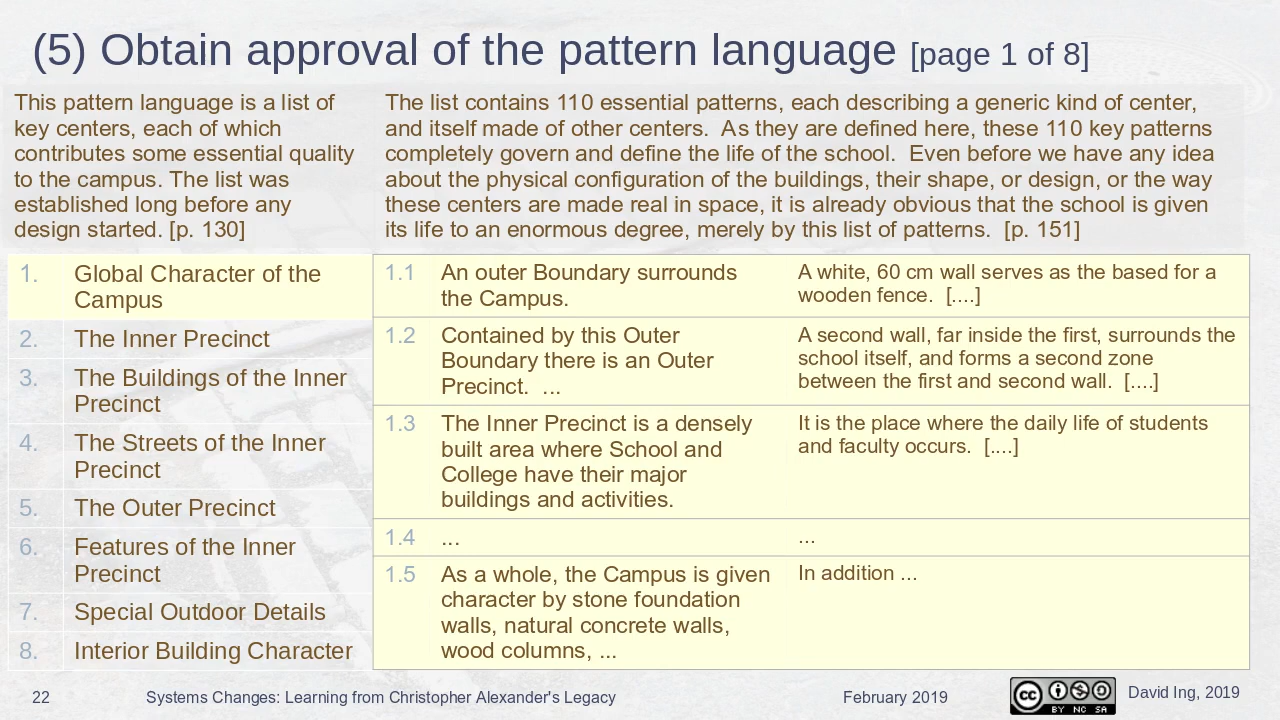 (5) Obtain approval of the pattern language [page 1 of 8]
This pattern language is a list of
key centers, each of which
contributes some essential quality
to the campus. The list was
established long before any
design started. [p. 130]
The list contains 110 essential patterns, each describing a generic kind of center,
and itself made of other centers.  As they are defined here, these 110 key patterns
completely govern and define the life of the school.  Even before we have any idea
about the physical configuration of the buildings, their shape, or design, or the way
these centers are made real in space, it is already obvious that the school is given
its life to an enormous degree, merely by this list of patterns.  [p. 151]
1. Global Character of the
Campus
2. The Inner Precinct
3. The Buildings of the Inner
Precinct
4. The Streets of the Inner
Precinct
5. The Outer Precinct
6. Features of the Inner
Precinct
7. Special Outdoor Details
8. Interior Building Character
1.1 An outer Boundary surrounds
the Campus.
A white, 60 cm wall serves as the based for a
wooden fence.  [....]
1.2 Contained by this Outer
Boundary there is an Outer
Precinct.  ...
A second wall, far inside the first, surrounds the
school itself, and forms a second zone
between the first and second wall.  [....]
1.3 The Inner Precinct is a densely
built area where School and
College have their major
buildings and activities.
It is the place where the daily life of students
and faculty occurs.  [....]
1.4 ... ...
1.5 As a whole, the Campus is given
character by stone foundation
walls, natural concrete walls,
wood columns, ...
In addition ...
22 Systems Changes: Learning from Christopher Alexander's Legacy February 2019 David Ing, 2019
cc
BY NC SA